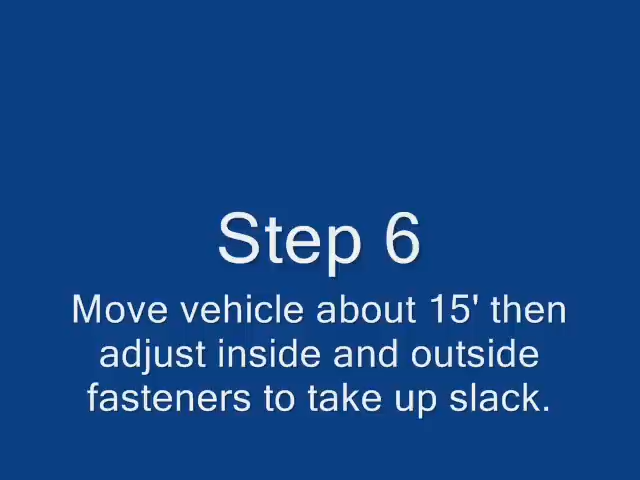 Step 6
Move vehicle about 15' then
adjust inside and outside
fasteners to take up slack.